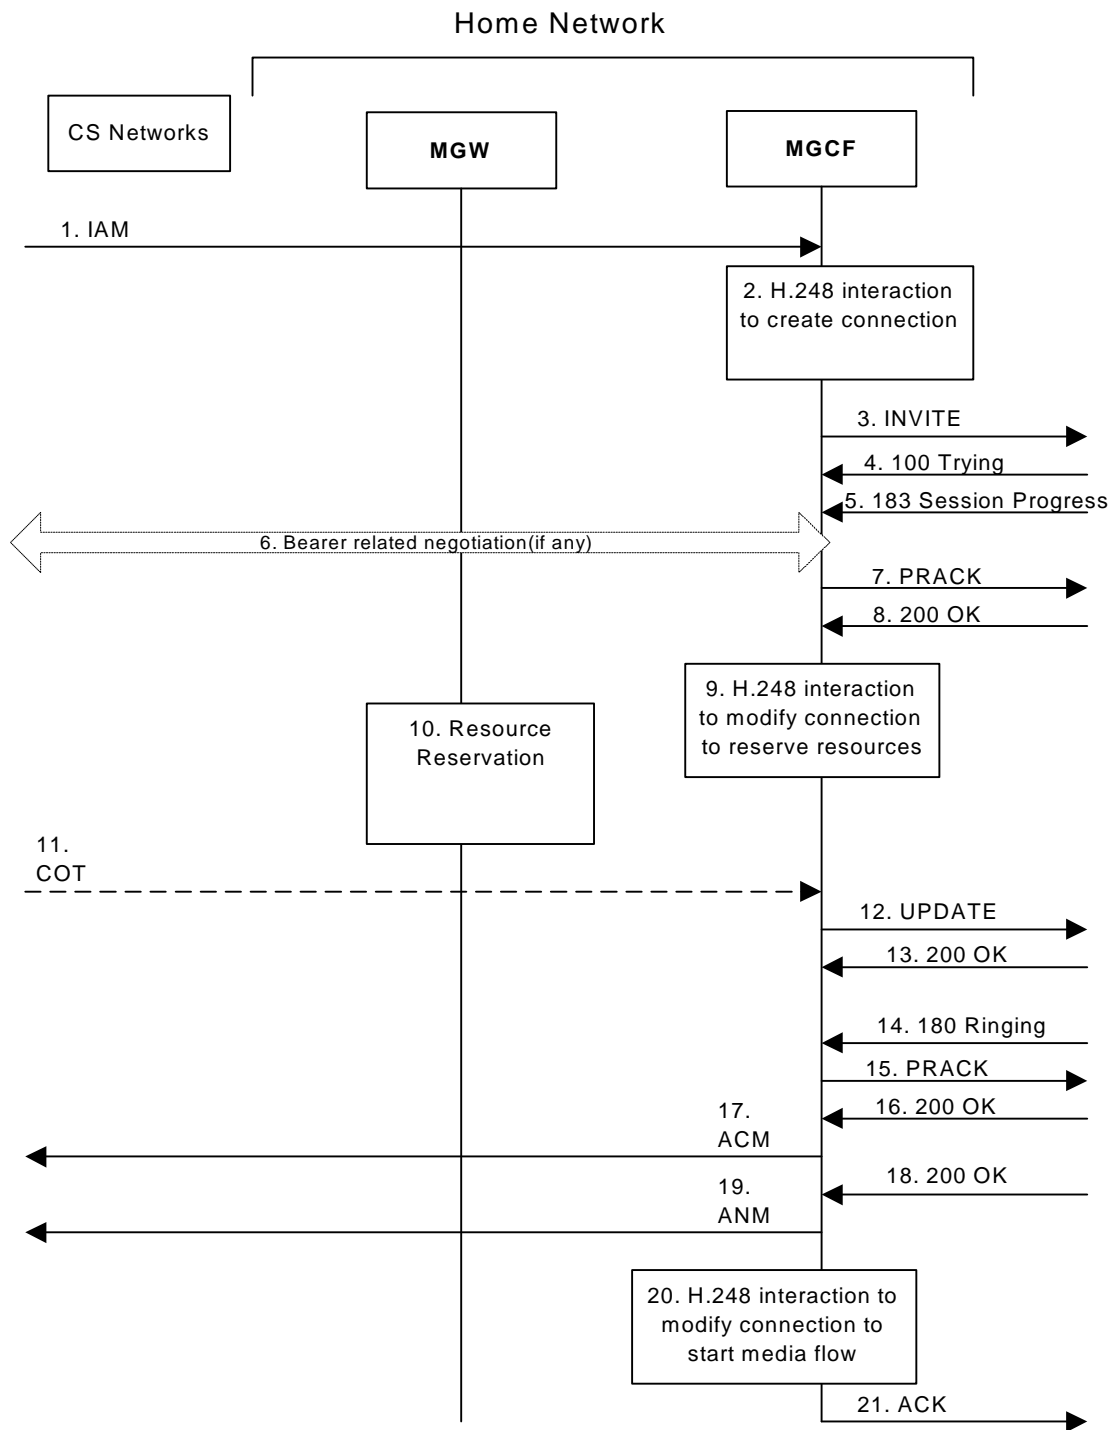 Home Network
CS Networks
MGW
MGCF
1. IAM
2. H.248 interaction
to create connection
3. INVITE
4. 100 Trying
5. 183 Session Progress
6. Bearer related negotiation(if any)
7. PRACK
8. 200 OK
9. H.248 interaction
to modify connection
to reserve resources
10. Resource
Reservation
11.
COT
12. UPDATE
13. 200 OK
14. 180 Ringing
15. PRACK
16. 200 OK
17.
ACM
18. 200 OK
19.
ANM
20. H.248 interaction to
modify connection to
start media flow
21. ACK